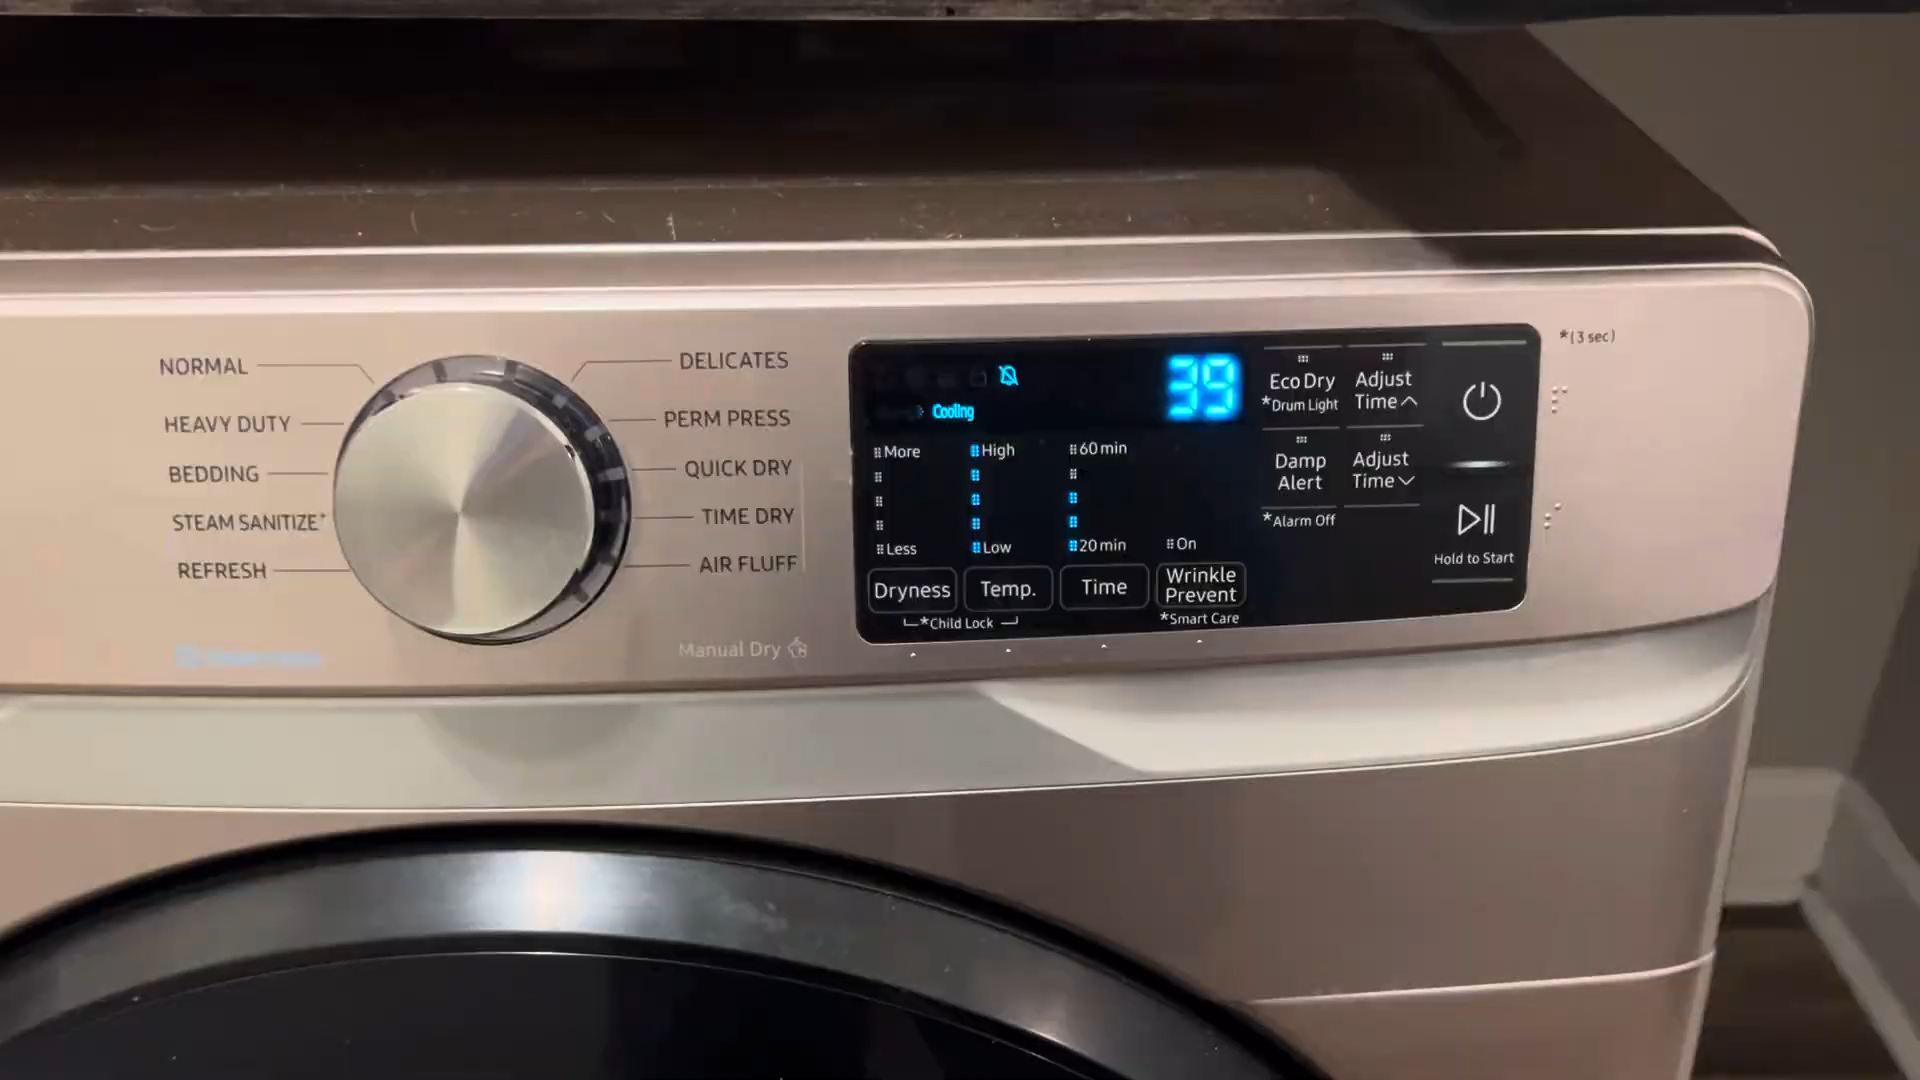 *(3 sec)
NORMAL
HEAVY DUTY
BEDDING
STEAM SANITIZE*
REFRESH
DELICATES
PERM PRESS
QUICK DRY
TIME DRY
AIR FLUFF
Manual Dry
Cooling
39
More
Less
High
Low
60 min
20 min
On
Dryness
Temp.
Time
Wrinkle
Prevent
*Child Lock
*Smart Care
Eco Dry
*Drum Light
Adjust
Time
Damp
Alert
*Alarm Off
Adjust
Time
Hold to Start